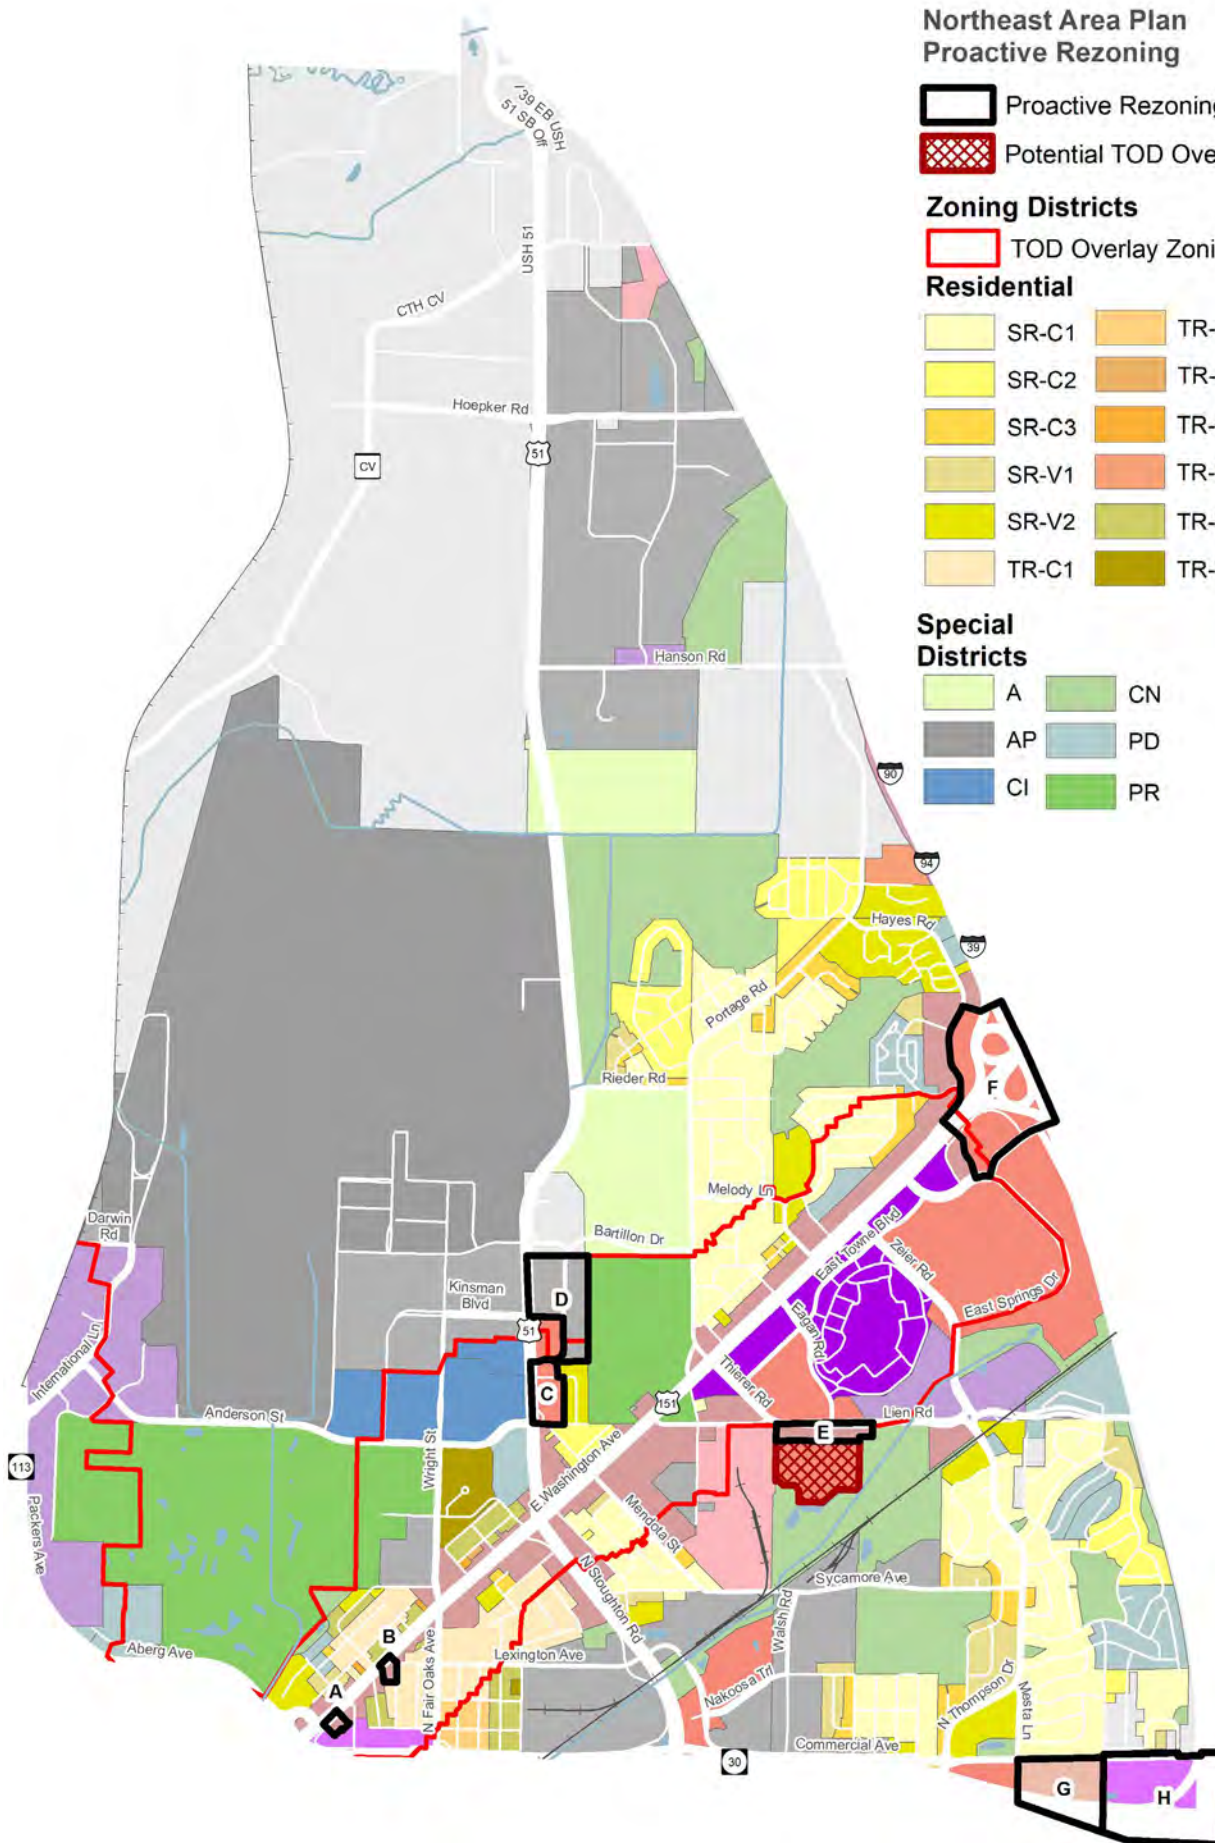 Northeast Area Plan
Proactive Rezoning
Proactive Rezoning
Potential TOD Ove
Zoning Districts
TOD Overlay Zoni
Residential
SR-C1 TR-
SR-C2 TR-
SR-C3 TR-
SR-V1 TR-
SR-V2 TR-
TR-C1 TR-
Special
Districts
A CN
AP PD
CI PR
39 EB USH
51 SB Off
USH 51
CTH CV
Hoepker Rd
51
CV
Hanson Rd
90
94
Hayes Rd
39
Portage Rd
Rieder Rd
F
Melody Ln
Darwin
Rd
Bartillon Dr
East Towne Blvd
Zeier Rd
Kinsman
Blvd
D
51
East Springs Dr
Eagan Rd
International Ln
Thierer Rd
C
151
Anderson St
Lien Rd
E
Wright St
E Washington Ave
113
Packers Ave
Mendota St
N Stoughton Rd
Sycamore Ave
Walsh Rd
B
Aberg Ave
Lexington Ave
N Fair Oaks Ave
Nakoosa Trl
N Thompson Dr
Mesta Ln
A
Commercial Ave
30
G
H